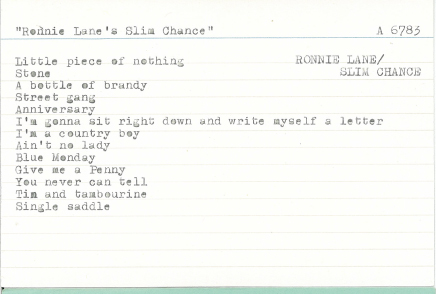 "Ronnie Lane's Slim Chance" A 6785
Little piece of nothing RONNIE LANE/
Stone SLIM CHANCE
A bottle of brandy
Street gang
Anniversary
I'm gonna sit right down and write myself a letter
I'm a country boy
Ain't no lady
Blue Monday
Give me a Penny
You never can tell
Tin and tambourine
Single saddle